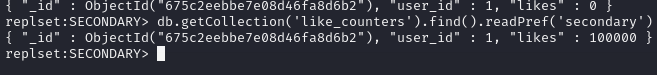 { "_id" : ObjectId("675c2eebbe7e08d46fa8d6b2"), "user_id" : 1, "likes" : 0 }
replset:SECONDARY> db.getCollection('like_counters').find().readPref('secondary')
{ "_id" : ObjectId("675c2eebbe7e08d46fa8d6b2"), "user_id" : 1, "likes" : 100000 }
replset:SECONDARY>